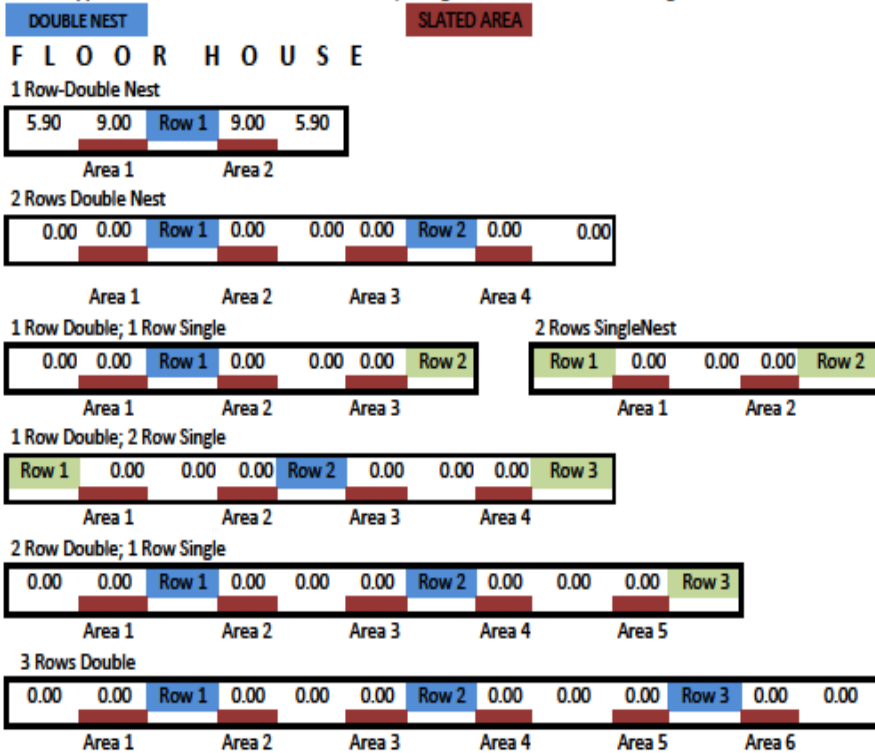 DOUBLE NEST SLATED AREA
F L O O R H O U S E
1 Row-Double Nest
5.90 9.00 Row 1 9.00 5.90
Area 1 Area 2
2 Rows Double Nest
0.00 0.00 Row 1 0.00 0.00 0.00 Row 2 0.00 0.00
Area 1 Area 2 Area 3 Area 4
1 Row Double; 1 Row Single 2 Rows SingleNest
0.00 0.00 Row 1 0.00 0.00 0.00 Row 2 Row 1 0.00 0.00 0.00 Row 2
Area 1 Area 2 Area 3 Area 1 Area 2
1 Row Double; 2 Row Single
Row 1 0.00 0.00 0.00 Row 2 0.00 0.00 0.00 Row 3
Area 1 Area 2 Area 3 Area 4
2 Row Double; 1 Row Single
0.00 0.00 Row 1 0.00 0.00 0.00 Row 2 0.00 0.00 0.00 Row 3
Area 1 Area 2 Area 3 Area 4 Area 5
3 Rows Double
0.00 0.00 Row 1 0.00 0.00 0.00 Row 2 0.00 0.00 0.00 Row 3 0.00 0.00
Area 1 Area 2 Area 3 Area 4 Area 5 Area 6